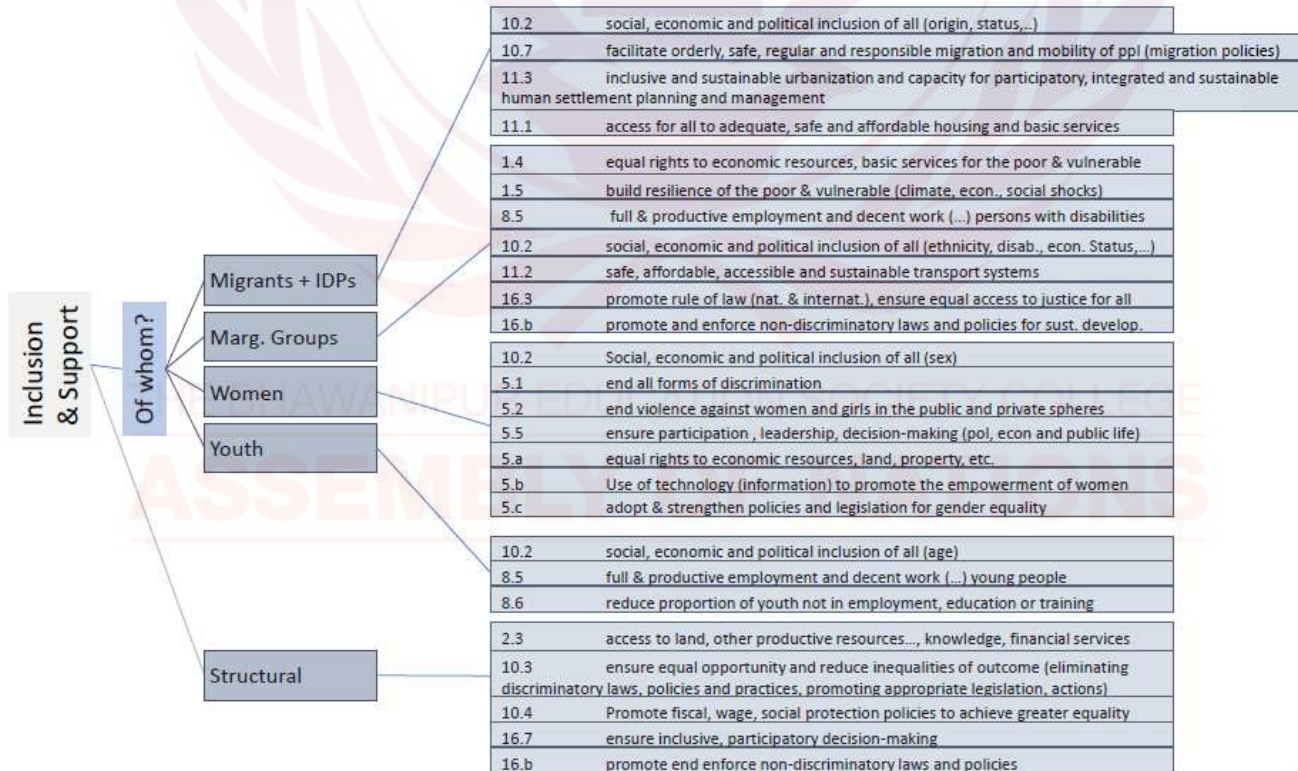 Inclusion
& Support
Of whom?
Migrants + IDPs
Marg. Groups
Women
Youth
Structural
10.2 social, economic and political inclusion of all (origin, status,..)
10.7 facilitate orderly, safe, regular and responsible migration and mobility of ppl (migration policies)
11.3 inclusive and sustainable urbanization and capacity for participatory, integrated and sustainable
human settlement planning and management
11.1 access for all to adequate, safe and affordable housing and basic services
1.4 equal rights to economic resources, basic services for the poor & vulnerable
1.5 build resilience of the poor & vulnerable (climate, econ., social shocks)
8.5 full & productive employment and decent work (...) persons with disabilities
10.2 social, economic and political inclusion of all (ethnicity, disab., econ. Status,...)
11.2 safe, affordable, accessible and sustainable transport systems
16.3 promote rule of law (nat. & internat.), ensure equal access to justice for all
16.b promote and enforce non-discriminatory laws and policies for sust. develop.
10.2 Social, economic and political inclusion of all (sex)
5.1 end all forms of discrimination
5.2 end violence against women and girls in the public and private spheres
5.5 ensure participation , leadership, decision-making (pol, econ and public life)
5.a equal rights to economic resources, land, property, etc.
5.b Use of technology (information) to promote the empowerment of women
5.c adopt & strengthen policies and legislation for gender equality
10.2 social, economic and political inclusion of all (age)
8.5 full & productive employment and decent work (...) young people
8.6 reduce proportion of youth not in employment, education or training
2.3 access to land, other productive resources..., knowledge, financial services
10.3 ensure equal opportunity and reduce inequalities of outcome (eliminating
discriminatory laws, policies and practices, promoting appropriate legislation, actions)
10.4 Promote fiscal, wage, social protection policies to achieve greater equality
16.7 ensure inclusive, participatory decision-making
16.b promote end enforce non-discriminatory laws and policies
THE BHAWANIPUR EDUCATION SOCIETY COLLEGE
ASSEMBLY OF NATIONS